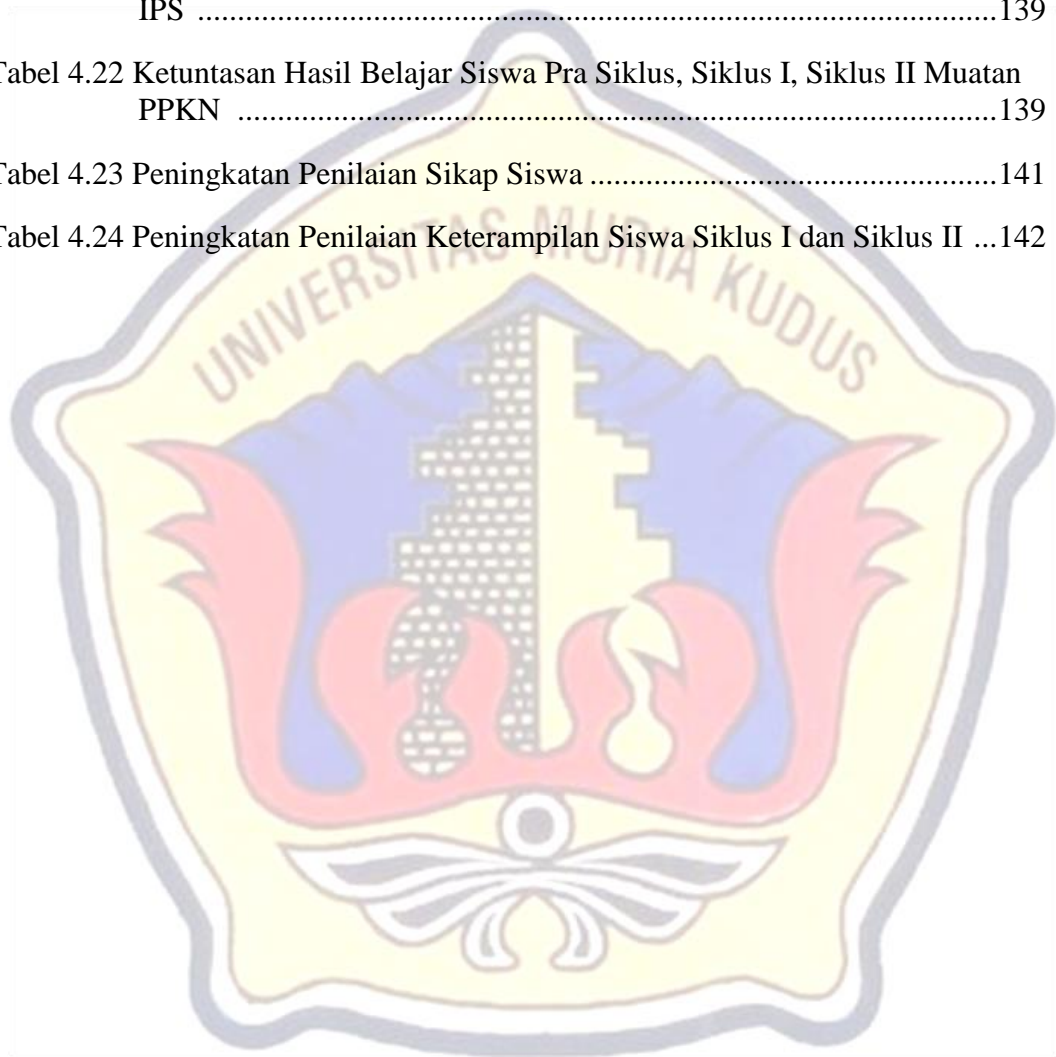 IPS ....................................................................................................139
Tabel 4.22 Ketuntasan Hasil Belajar Siswa Pra Siklus, Siklus I, Siklus II Muatan
PPKN ...............................................................................................139
Tabel 4.23 Peningkatan Penilaian Sikap Siswa ...................................................141
Tabel 4.24 Peningkatan Penilaian Keterampilan Siswa Siklus I dan Siklus II ...142
UNIVERSITAS MURIA KUDUS